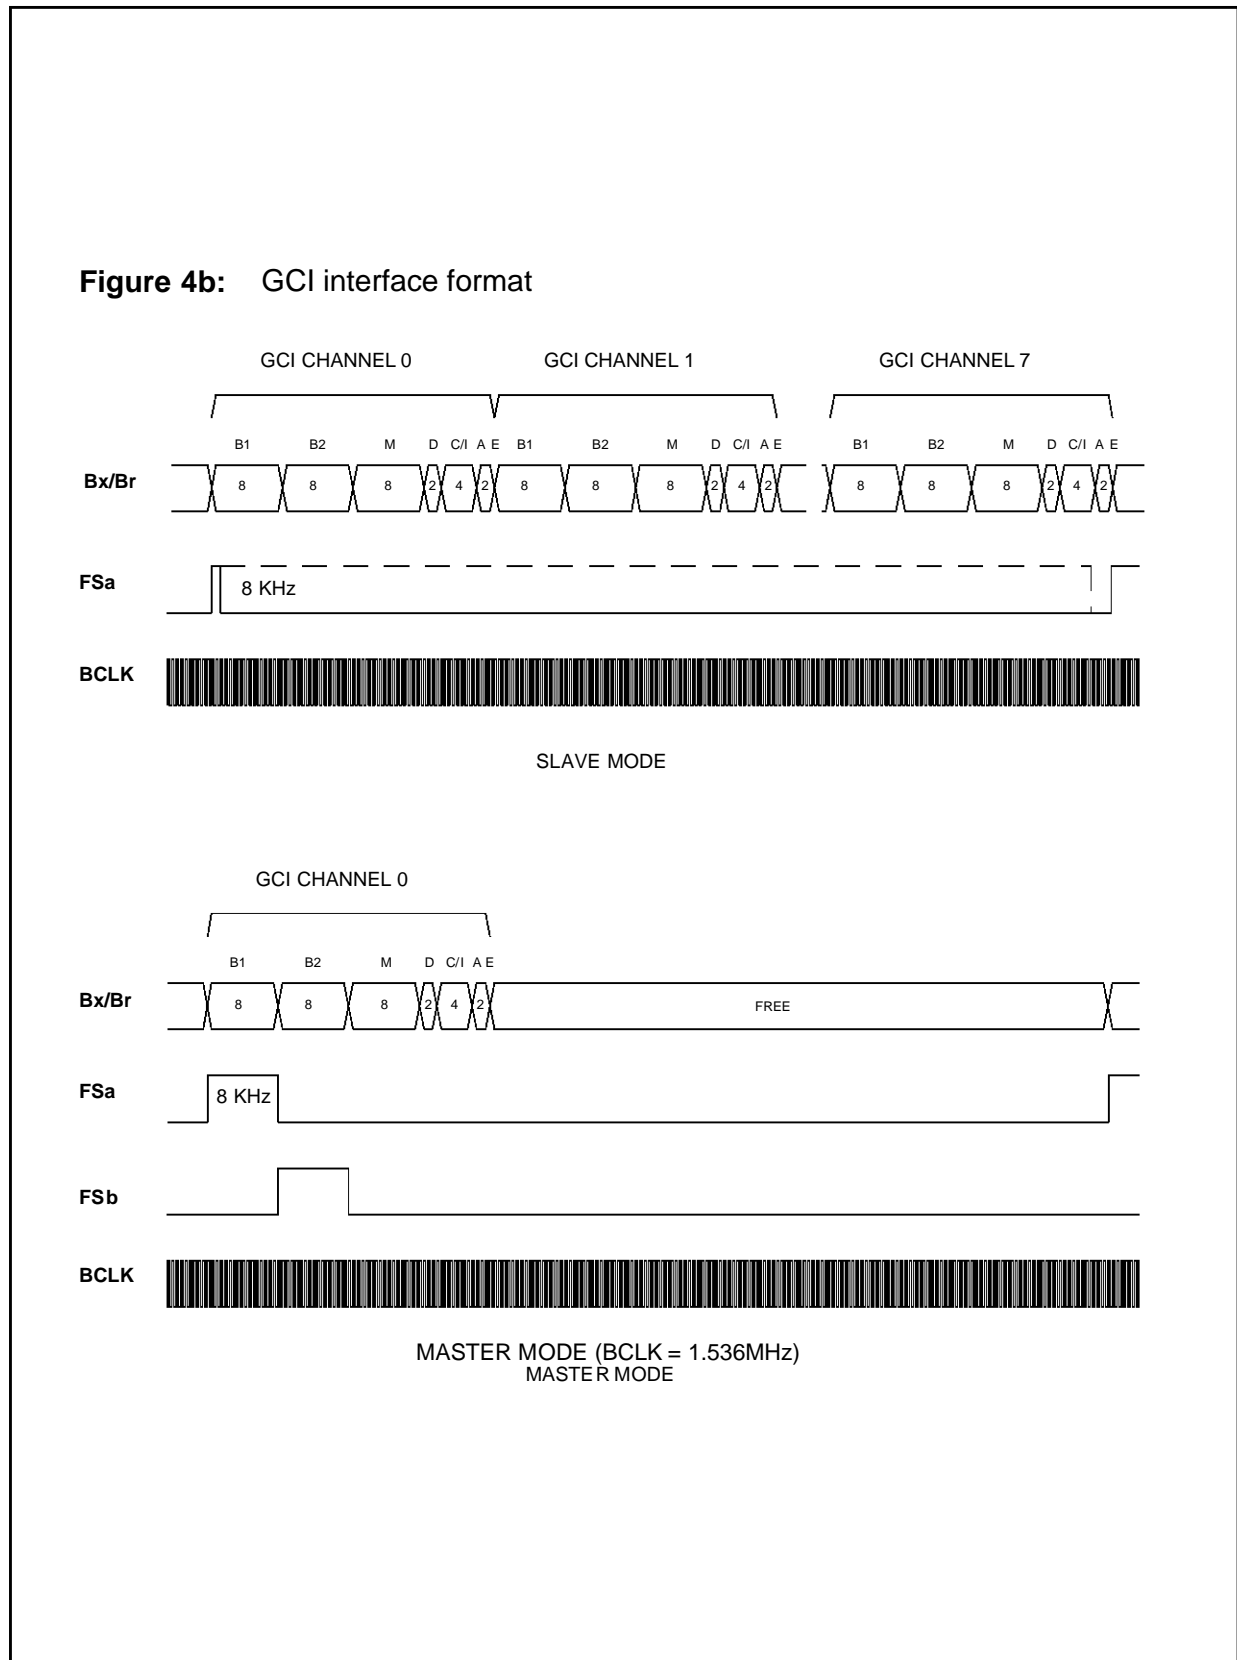 Figure 4b: GCI interface format
GCI CHANNEL 0 GCI CHANNEL 1 GCI CHANNEL 7
B1 B2 M D C/I A E B1 B2 M D C/I A E B1 B2 M D C/I A E
Bx/Br 8 8 8 2 4 2 8 8 8 2 4 2 8 8 8 2 4 2
FSa 8 KHz
BCLK
SLAVE MODE
GCI CHANNEL 0
B1 B2 M D C/I A E
Bx/Br 8 8 8 2 4 2 FREE
FSa 8 KHz
FSb
BCLK
MASTER MODE (BCLK = 1.536MHz)
MASTER MODE